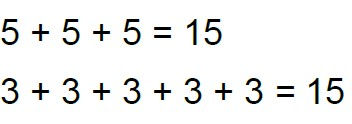 5 + 5 + 5 = 15
3 + 3 + 3 + 3 + 3 = 15